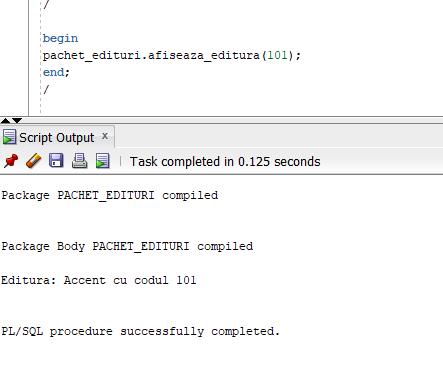 /
begin
pachet_edituri.afiseaza_editura(101);
end;
/
Script Output x
Task completed in 0.125 seconds
Package PACHET_EDITURI compiled
Package Body PACHET_EDITURI compiled
Editura: Accent cu codul 101
PL/SQL procedure successfully completed.